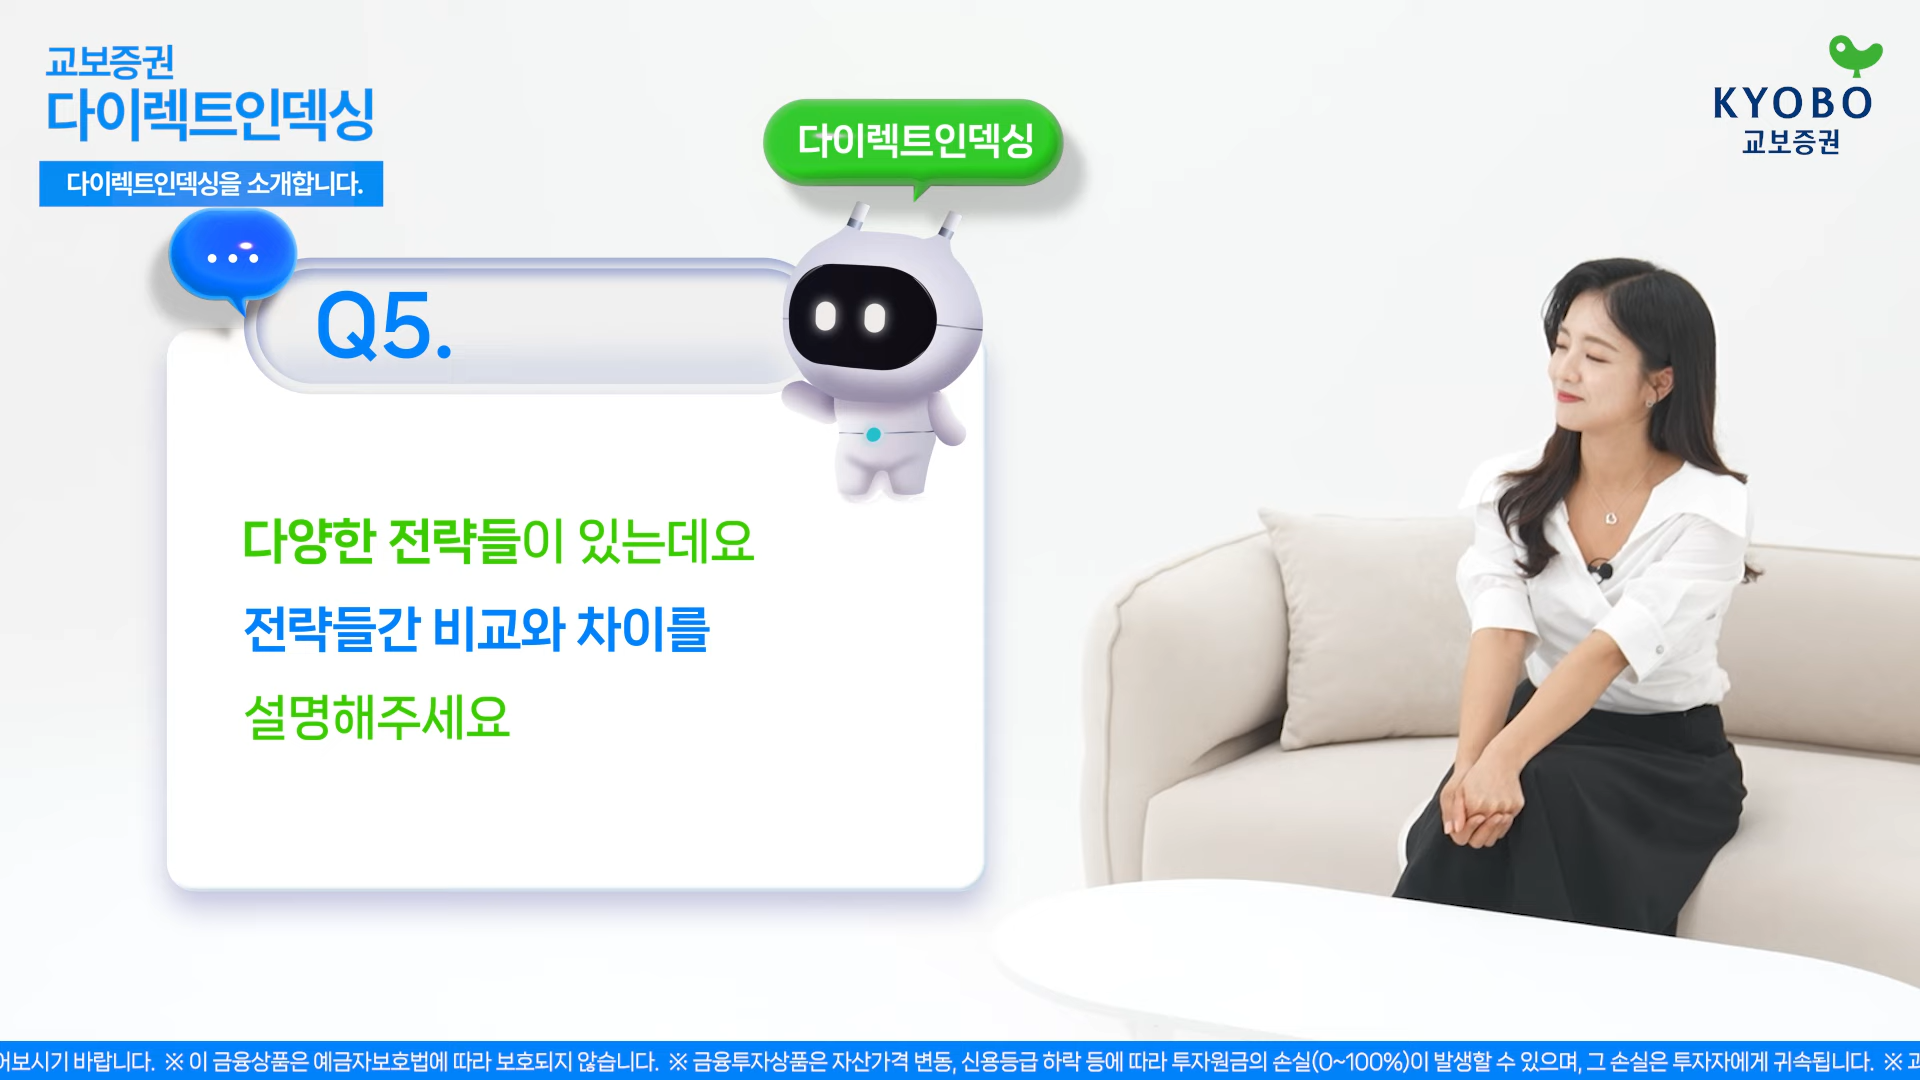 교보증권
다이렉트인덱싱
다이렉트인덱싱을 소개합니다.
KYOBO
교보증권
다이렉트인덱싱
Q5.
다양한 전략들이 있는데요
전략들간 비교와 차이를
설명해주세요
어보시기 바랍니다. ※ 이 금융상품은 예금자보호법에 따라 보호되지 않습니다. ※ 금융투자상품은 자산가격 변동, 신용등급 하락 등에 따라 투자원금의 손실(0~100%)이 발생할 수 있으며, 그 손실은 투자자에게 귀속됩니다. ※